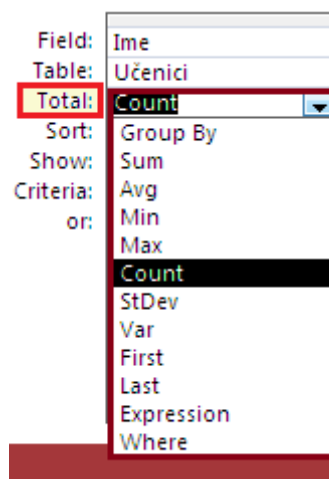 Field: Ime
Table: Učenici
Total: Count
Sort: Group By
Show: Sum
Criteria: Avg
or: Min
Max
Count
StDev
Var
First
Last
Expression
Where